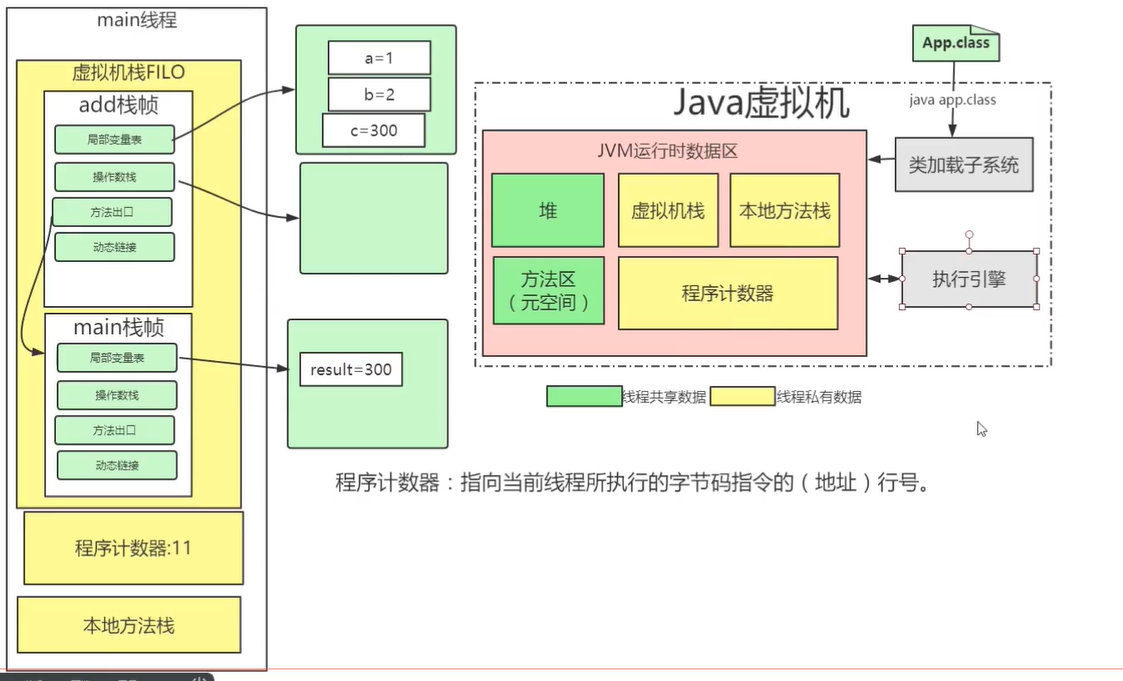 main线程
虚拟机栈FILO
add栈帧
局部变量表
操作数栈
方法出口
动态链接
main栈帧
局部变量表
操作数栈
方法出口
动态链接
程序计数器:11
本地方法栈
a=1
b=2
c=300
result=300
App.class
java app.class
Java虚拟机
JVM运行时数据区
类加载子系统
堆
虚拟机栈
本地方法栈
方法区
（元空间）
程序计数器
执行引擎
线程共享数据
线程私有数据
程序计数器：指向当前线程所执行的字节码指令的（地址）行号。